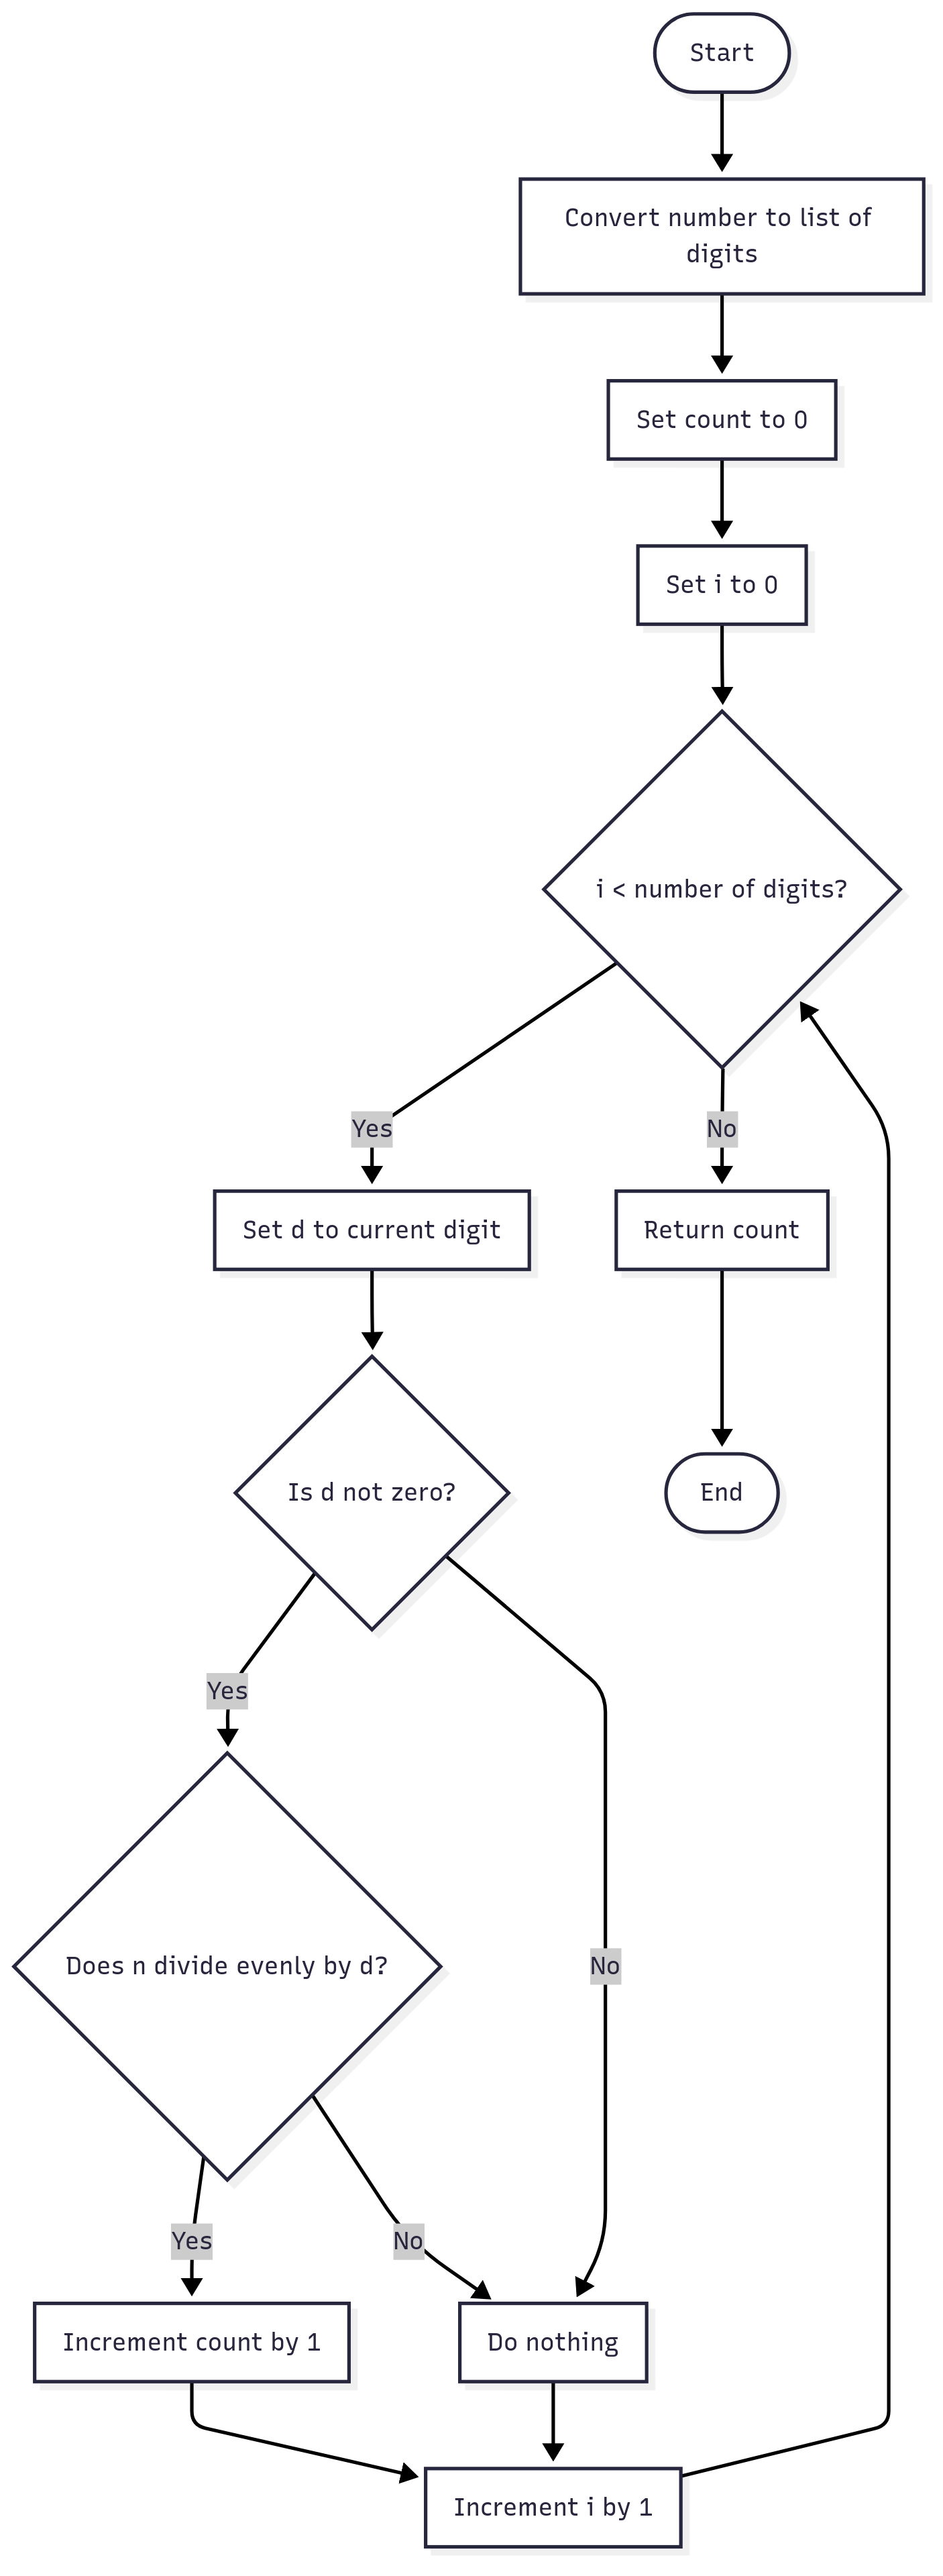 Start
Convert number to list of
digits
Set count to 0
Set i to 0
i < number of digits?
Yes
No
Set d to current digit
Return count
Is d not zero?
End
Yes
Does n divide evenly by d?
No
Yes
No
Increment count by 1
Do nothing
Increment i by 1